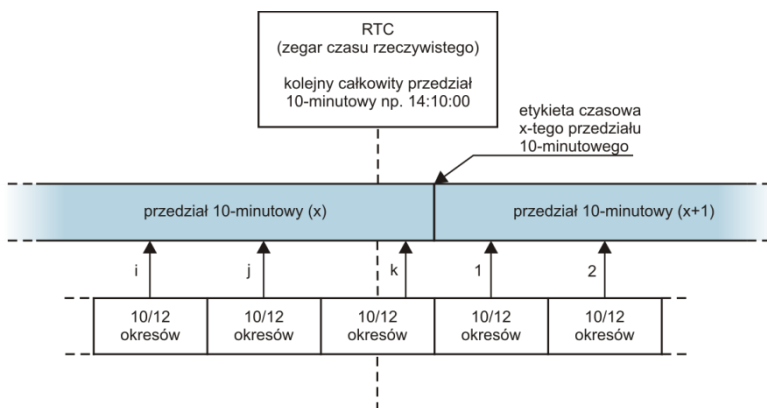 RTC
(zegar czasu rzeczywistego)
kolejny całkowity przedział
10-minutowy np. 14:10:00
etykieta czasowa
x-tego przedziału
10-minutowego
przedział 10-minutowy (x)
przedział 10-minutowy (x+1)
i
j
k
1
2
10/12
okresów
10/12
okresów
10/12
okresów
10/12
okresów
10/12
okresów